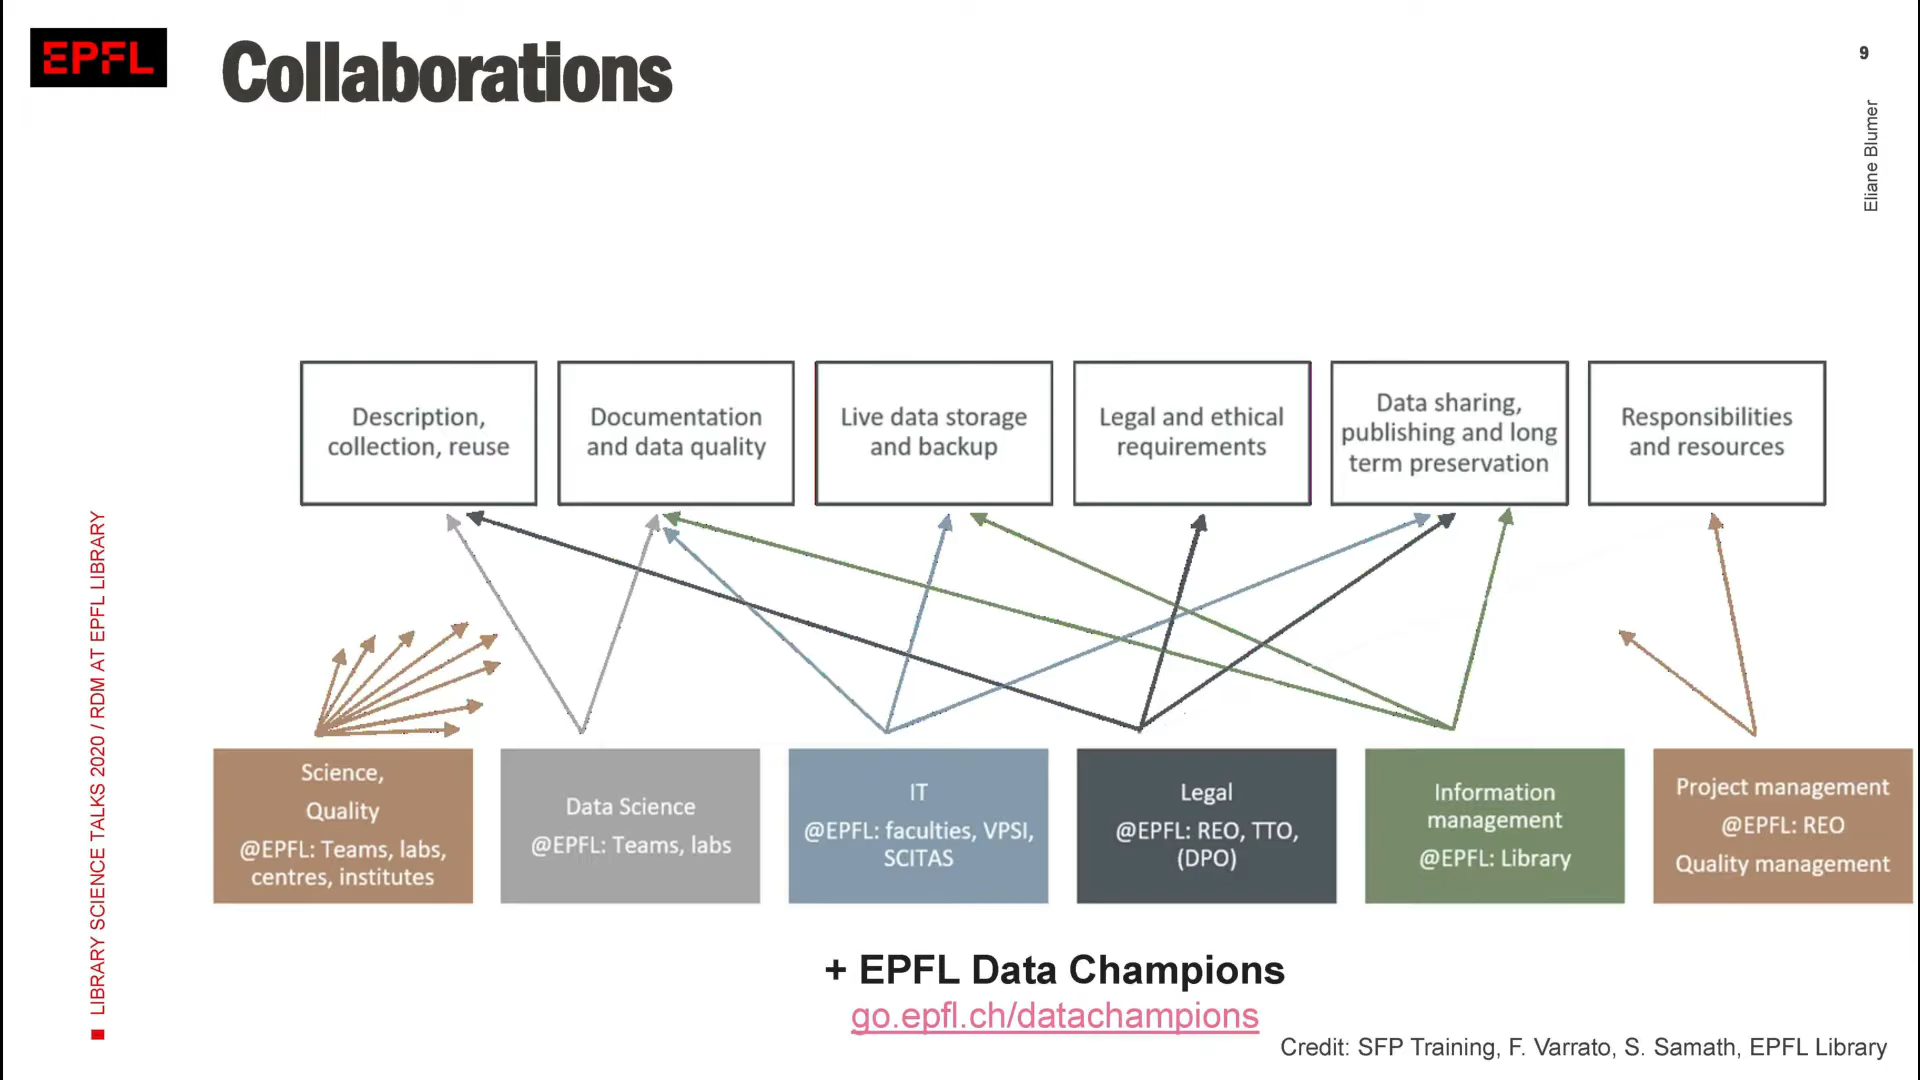 EPFL
Collaborations
9
Eliane Blumer
LIBRARY SCIENCE TALKS 2020 / RDM AT EPFL LIBRARY
Description,
collection, reuse
Documentation
and data quality
Live data storage
and backup
Legal and ethical
requirements
Data sharing,
publishing and long
term preservation
Responsibilities
and resources
Science,
Quality
@EPFL: Teams, labs,
centres, institutes
Data Science
@EPFL: Teams, labs
IT
@EPFL: faculties, VPSI,
SCITAS
Legal
@EPFL: REO, TTO,
(DPO)
Information
management
@EPFL: Library
Project management
@EPFL: REO
Quality management
+ EPFL Data Champions
go.epfl.ch/datachampions
Credit: SFP Training, F. Varrato, S. Samath, EPFL Library